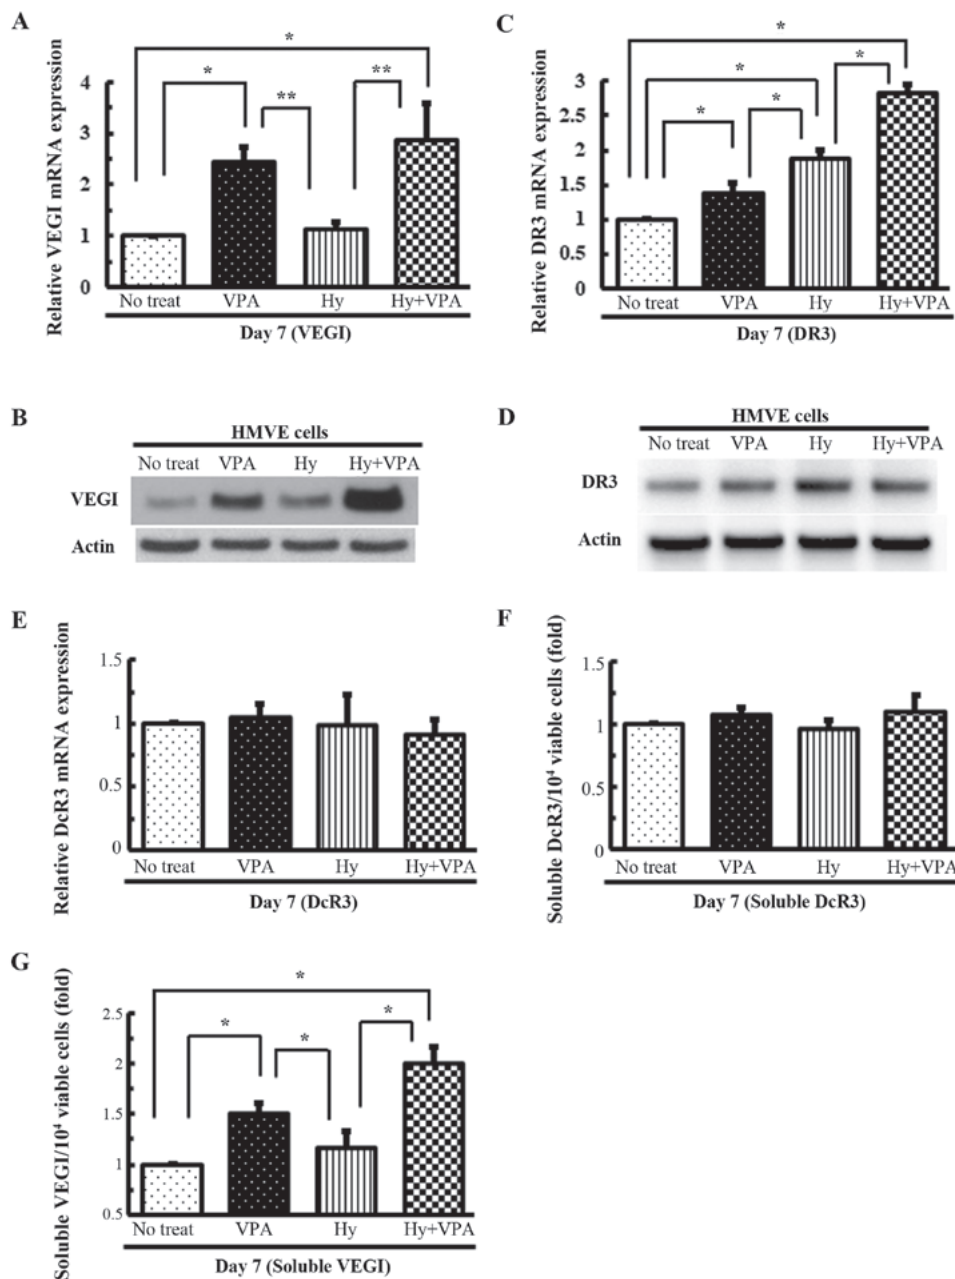 A
Relative VEGI mRNA expression
4
3
2
1
0
*
*
**
**
No treat VPA Hy Hy+VPA
Day 7 (VEGI)
C
Relative DR3 mRNA expression
3
2.5
2
1.5
1
0.5
0
*
*
*
*
*
No treat VPA Hy Hy+VPA
Day 7 (DR3)
B
HMVE cells
No treat VPA Hy Hy+VPA
VEGI
Actin
D
HMVE cells
No treat VPA Hy Hy+VPA
DR3
Actin
E
Relative DcR3 mRNA expression
1.5
1
0.5
0
No treat VPA Hy Hy+VPA
Day 7 (DcR3)
F
Soluble DcR3/10⁴ viable cells (fold)
1.5
1
0.5
0
No treat VPA Hy Hy+VPA
Day 7 (Soluble DcR3)
G
Soluble VEGI/10⁴ viable cells (fold)
2.5
2
1.5
1
0.5
*
*
*
*
No treat VPA Hy Hy+VPA
Day 7 (Soluble VEGI)